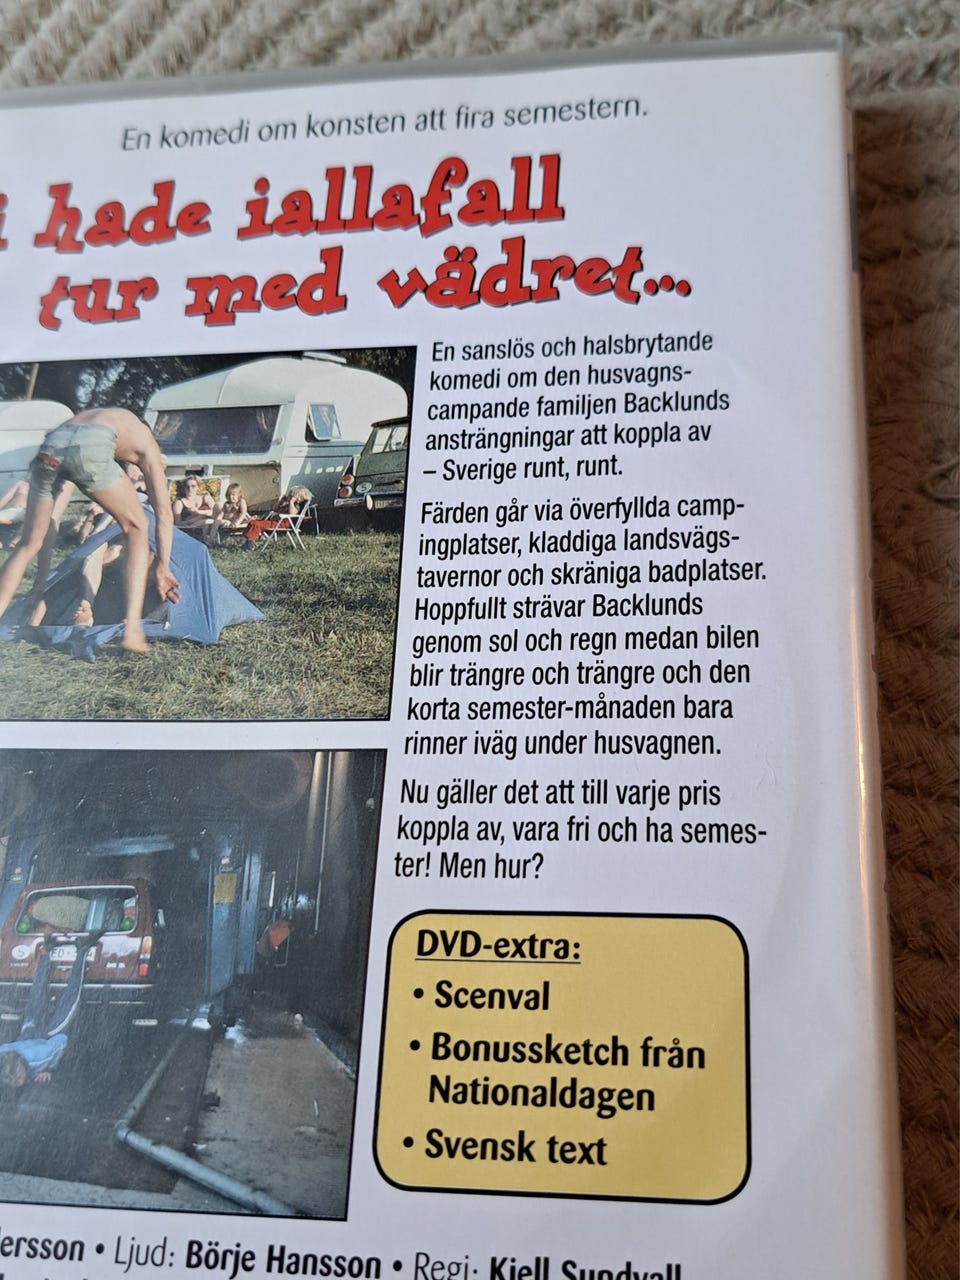 En komedi om konsten att fira semestern.
i hade iallafall
tur med vädret...
En sanslös och halsbrytande
komedi om den husvagns-
campande familjen Backlunds
ansträngningar att koppla av
– Sverige runt, runt.
Färden går via överfyllda camp-
ingplatser, kladdiga landsvägs-
tavernor och skräniga badplatser.
Hoppfullt strävar Backlunds
genom sol och regn medan bilen
blir trängre och trängre och den
korta semester-månaden bara
rinner iväg under husvagnen.
Nu gäller det att till varje pris
koppla av, vara fri och ha semes-
ter! Men hur?
DVD-extra:
• Scenval
• Bonussketch från
Nationaldagen
• Svensk text
ersson • Ljud: Börje Hansson • Regi: Kjell Sundvall